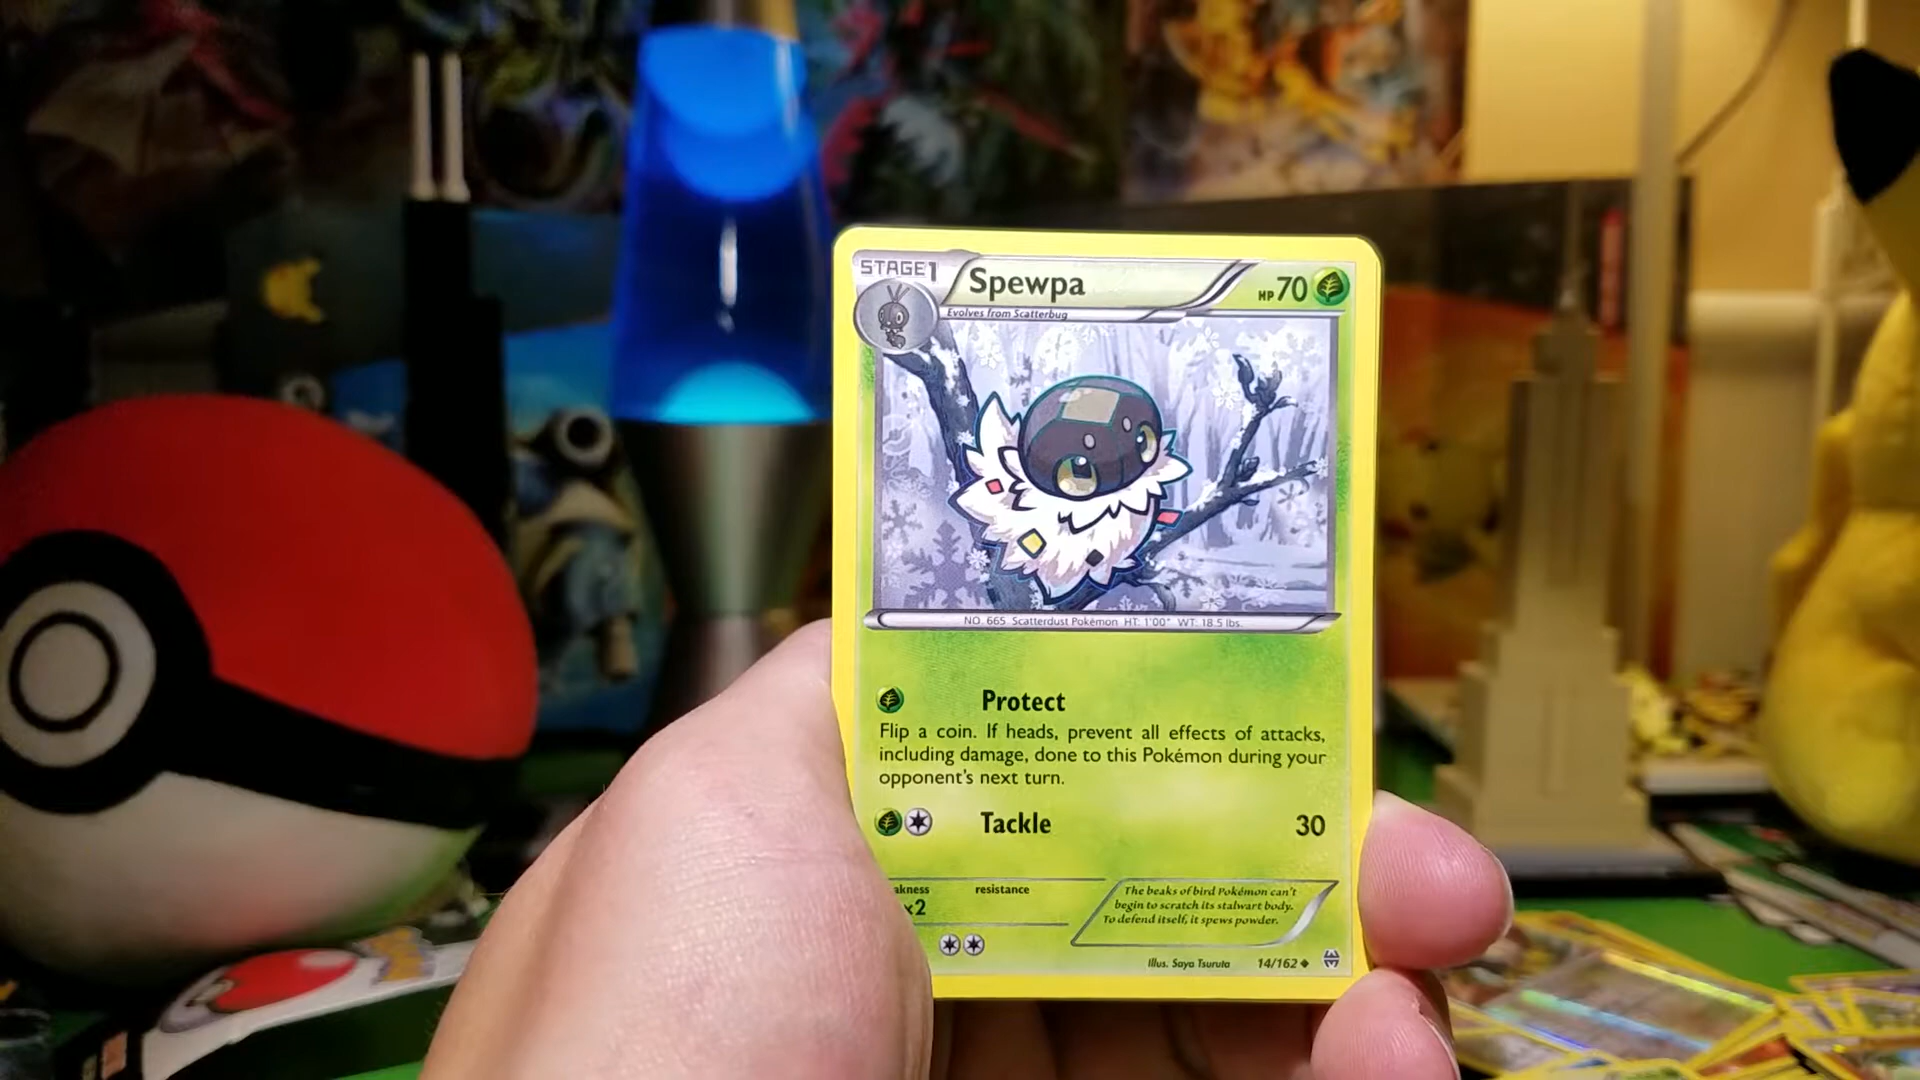 STAGE1
Spewpa
HP 70
Evolves from Scatterbug
NO. 665 Scatterdust Pokémon HT: 1'00" WT: 18.5 lbs.
Protect
Flip a coin. If heads, prevent all effects of attacks,
including damage, done to this Pokémon during your
opponent's next turn.
Tackle 30
akness resistance
x2
The beaks of bird Pokémon can't
begin to scratch its stalwart body.
To defend itself, it spews powder.
Illus. Saya Tsuruta 14/162